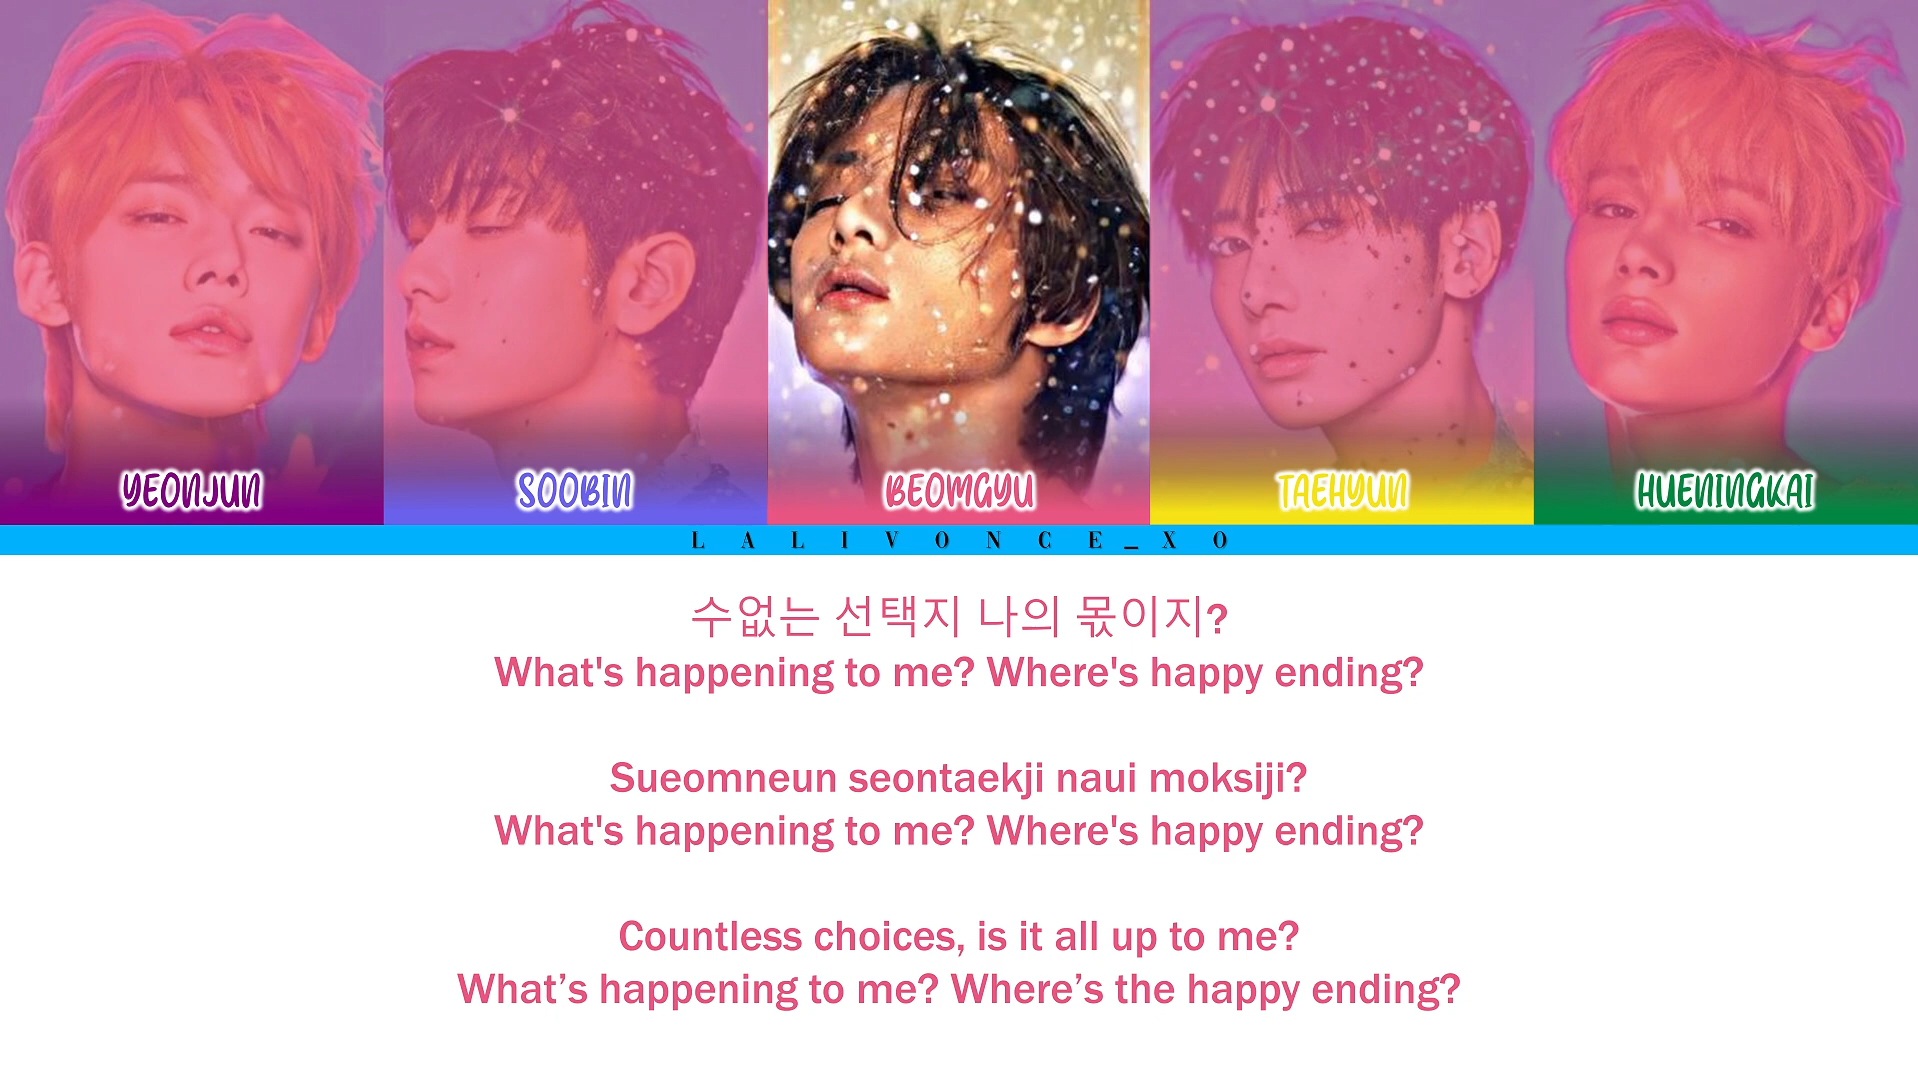 YEONJUN
SOOBIN
BEOMGYU
TAEHYUN
HUENINGKAI
LALIVONCE_XO
수없는 선택지 나의 몫이지?
What's happening to me? Where's happy ending?
Sueomneun seontaekji naui moksiji?
What's happening to me? Where's happy ending?
Countless choices, is it all up to me?
What’s happening to me? Where’s the happy ending?